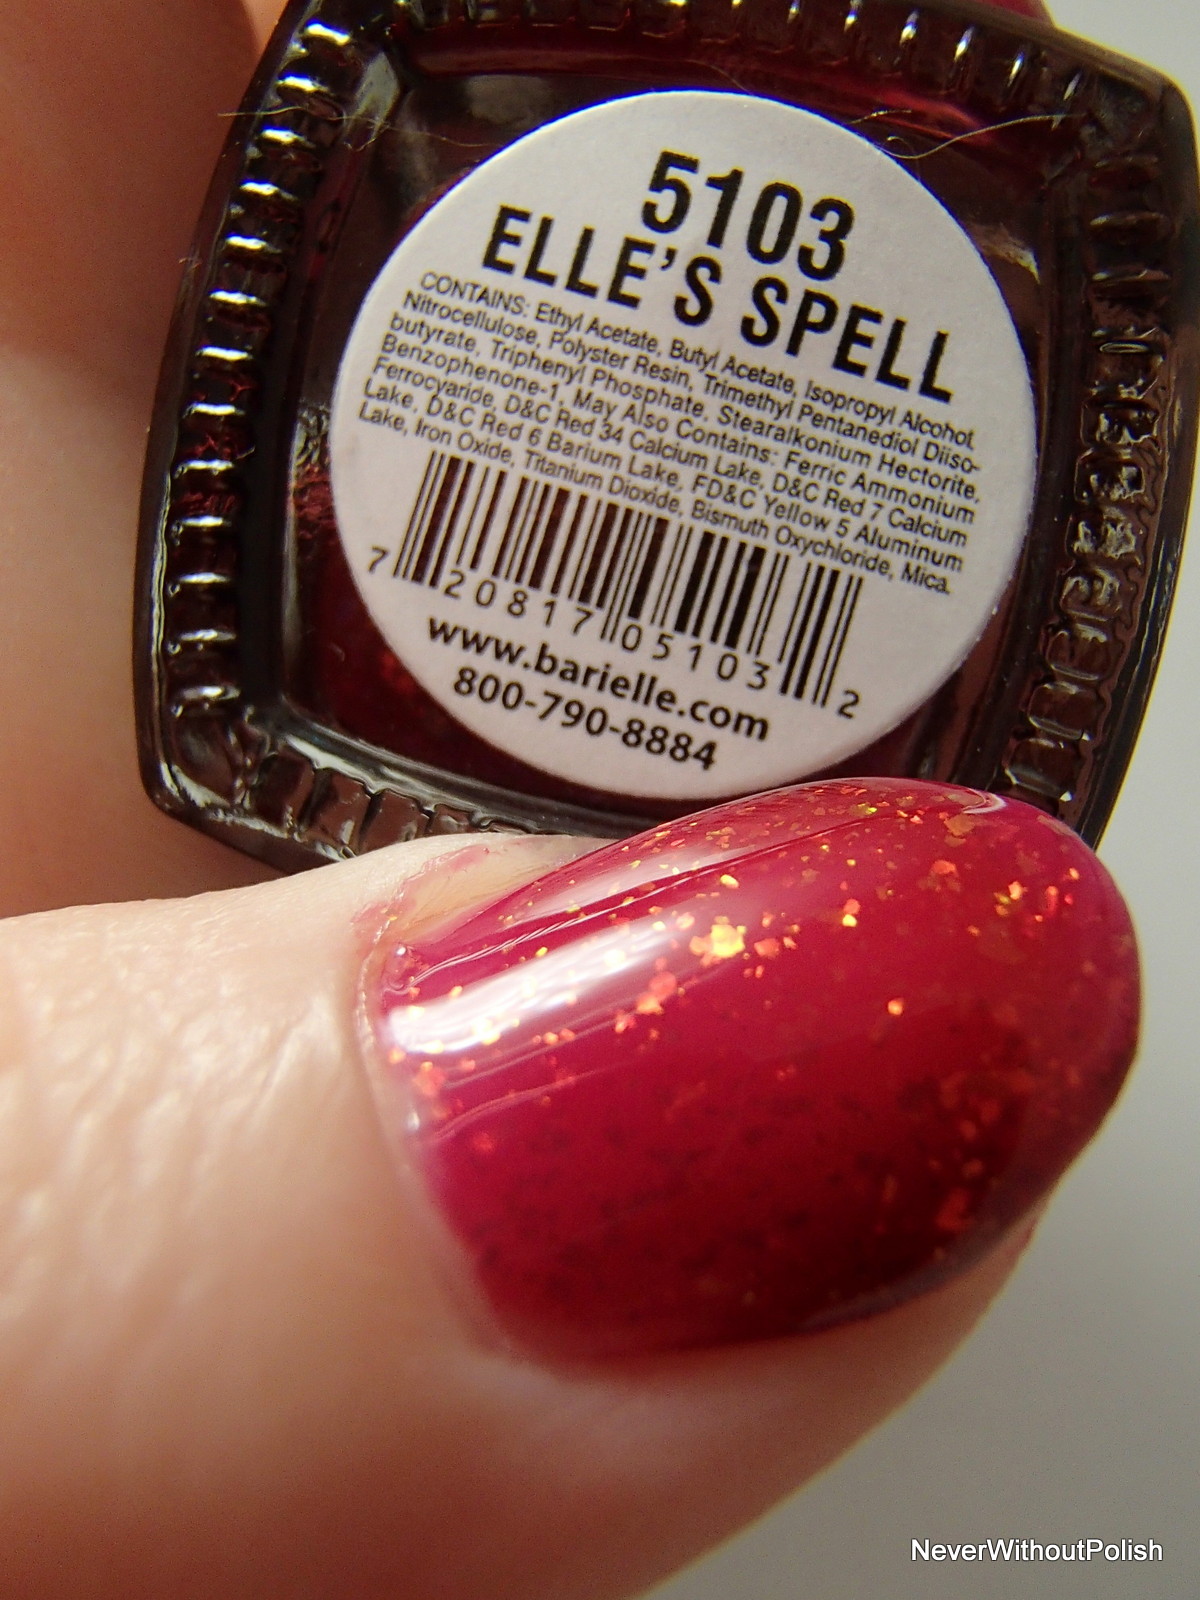 5103
ELLE'S SPELL
CONTAINS: Ethyl Acetate, Butyl Acetate, Isopropyl Alcohol,
Nitrocellulose, Polyster Resin, Trimethyl Pentanediol Diiso-
butyrate, Triphenyl Phosphate, Stearalkonium Hectorite,
Benzophenone-1, May Also Contains: Ferric Ammonium
Ferrocyaride, D&C Red 34 Calcium Lake, D&C Red 7 Calcium
Lake, D&C Red 6 Barium Lake, FD&C Yellow 5 Aluminum
Lake, Iron Oxide, Titanium Dioxide, Bismuth Oxychloride, Mica.
7 20817 05103 2
www.barielle.com
800-790-8884
NeverWithoutPolish